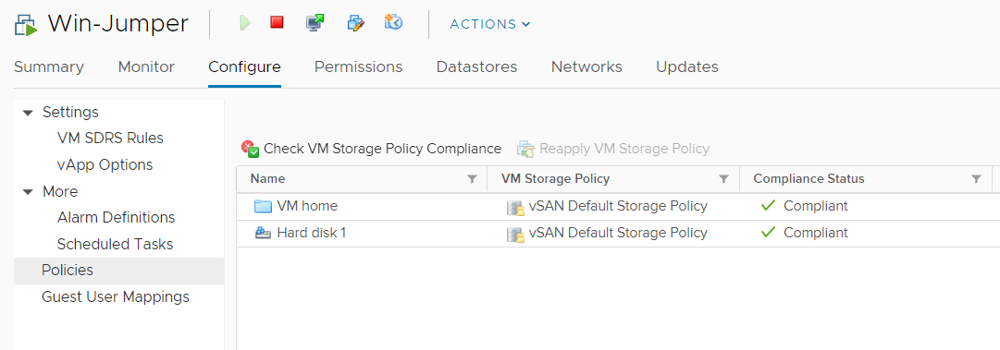 Win-Jumper ACTIONS
Summary Monitor Configure Permissions Datastores Networks Updates
Settings
VM SDRS Rules
vApp Options
More
Alarm Definitions
Scheduled Tasks
Policies
Guest User Mappings
Check VM Storage Policy Compliance Reapply VM Storage Policy
Name VM Storage Policy Compliance Status
VM home vSAN Default Storage Policy Compliant
Hard disk 1 vSAN Default Storage Policy Compliant